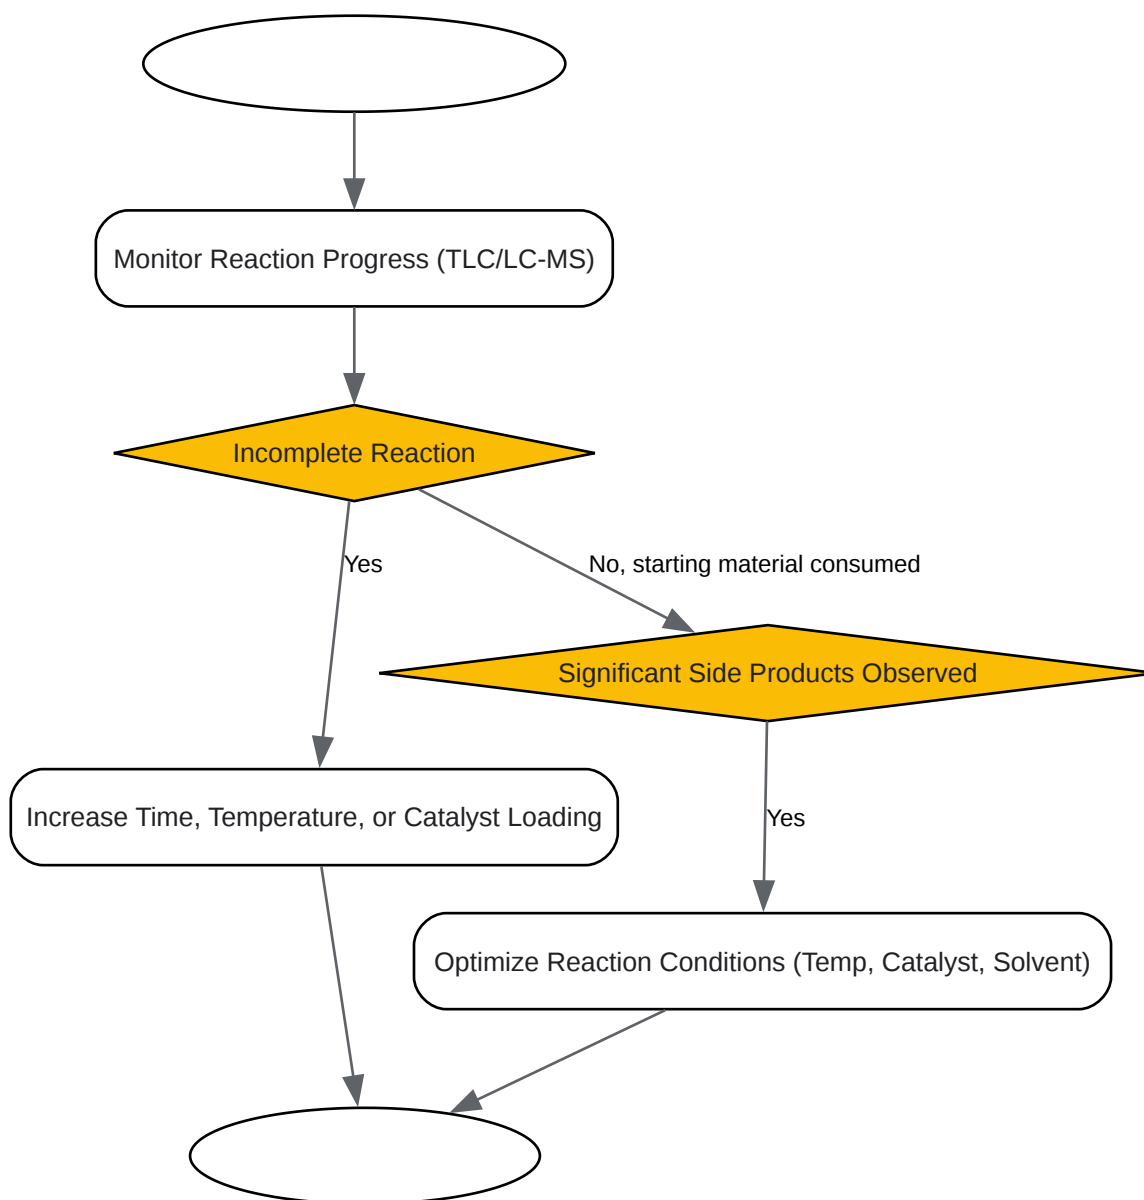 Monitor Reaction Progress (TLC/LC-MS)
Incomplete Reaction
Yes
No, starting material consumed
Significant Side Products Observed
Increase Time, Temperature, or Catalyst Loading
Yes
Optimize Reaction Conditions (Temp, Catalyst, Solvent)